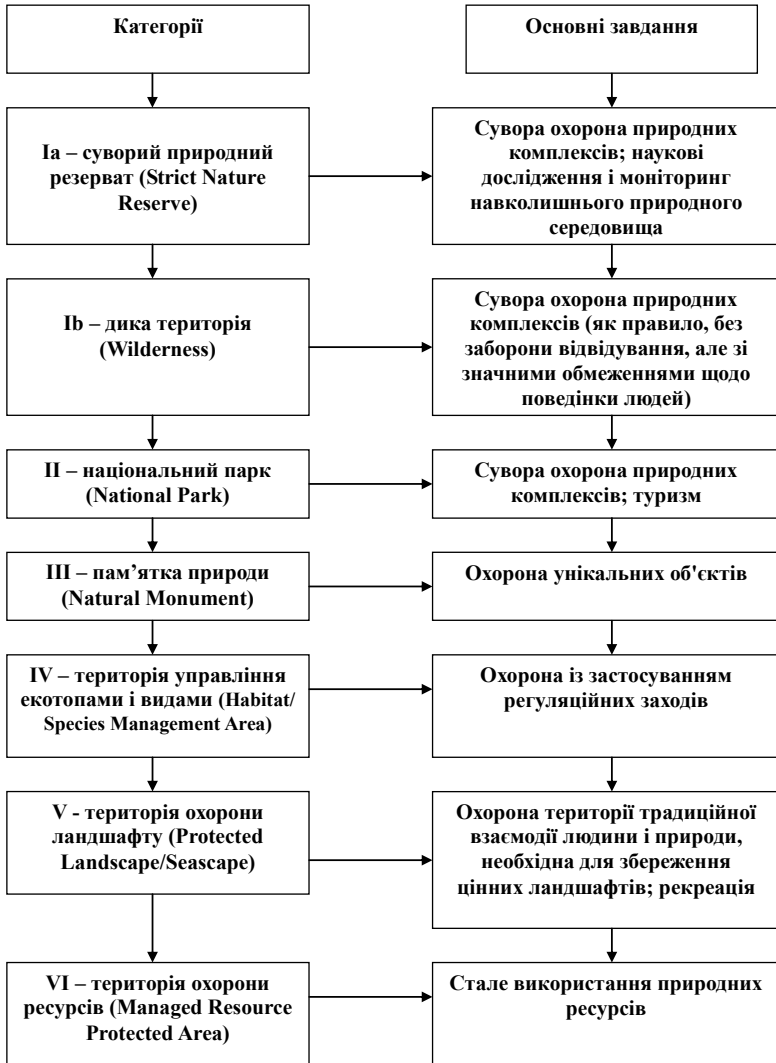 Категорії
Основні завдання
Ia – суворий природний
резерват (Strict Nature
Reserve)
Сувора охорона природних
комплексів; наукові
дослідження і моніторинг
навколишнього природного
середовища
Ib – дика територія
(Wilderness)
Сувора охорона природних
комплексів (як правило, без
заборони відвідування, але зі
значними обмеженнями щодо
поведінки людей)
II – національний парк
(National Park)
Сувора охорона природних
комплексів; туризм
III – пам’ятка природи
(Natural Monument)
Охорона унікальних об'єктів
IV – територія управління
екотопами і видами (Habitat/
Species Management Area)
Охорона із застосуванням
регуляційних заходів
V - територія охорони
ландшафту (Protected
Landscape/Seascape)
Охорона території традиційної
взаємодії людини і природи,
необхідна для збереження
цінних ландшафтів; рекреація
VI – територія охорони
ресурсів (Managed Resource
Protected Area)
Стале використання природних
ресурсів